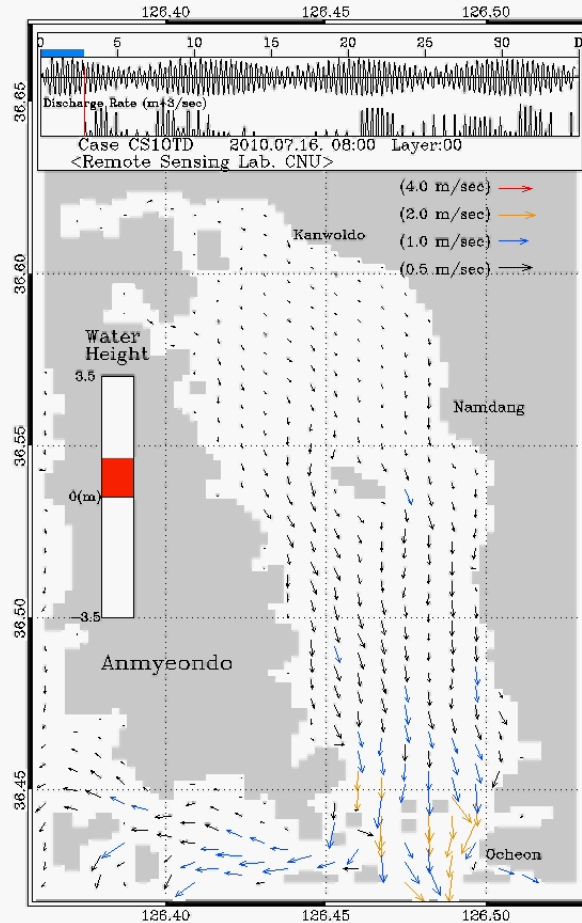 126.40 126.45 126.50
0 5 10 15 20 25 30 D
Discharge Rate (m+3/sec)
Case CS10TD 2010.07.16. 08:00 Layer:00
<Remote Sensing Lab. CNU>
36.65
(4.0 m/sec)
(2.0 m/sec)
(1.0 m/sec)
(0.5 m/sec)
Kanwoldo
36.60
Water
Height
3.5
0(m)
-3.5
Namdang
36.55
36.50
Anmyeondo
36.45
Ocheon
126.40 126.45 126.50